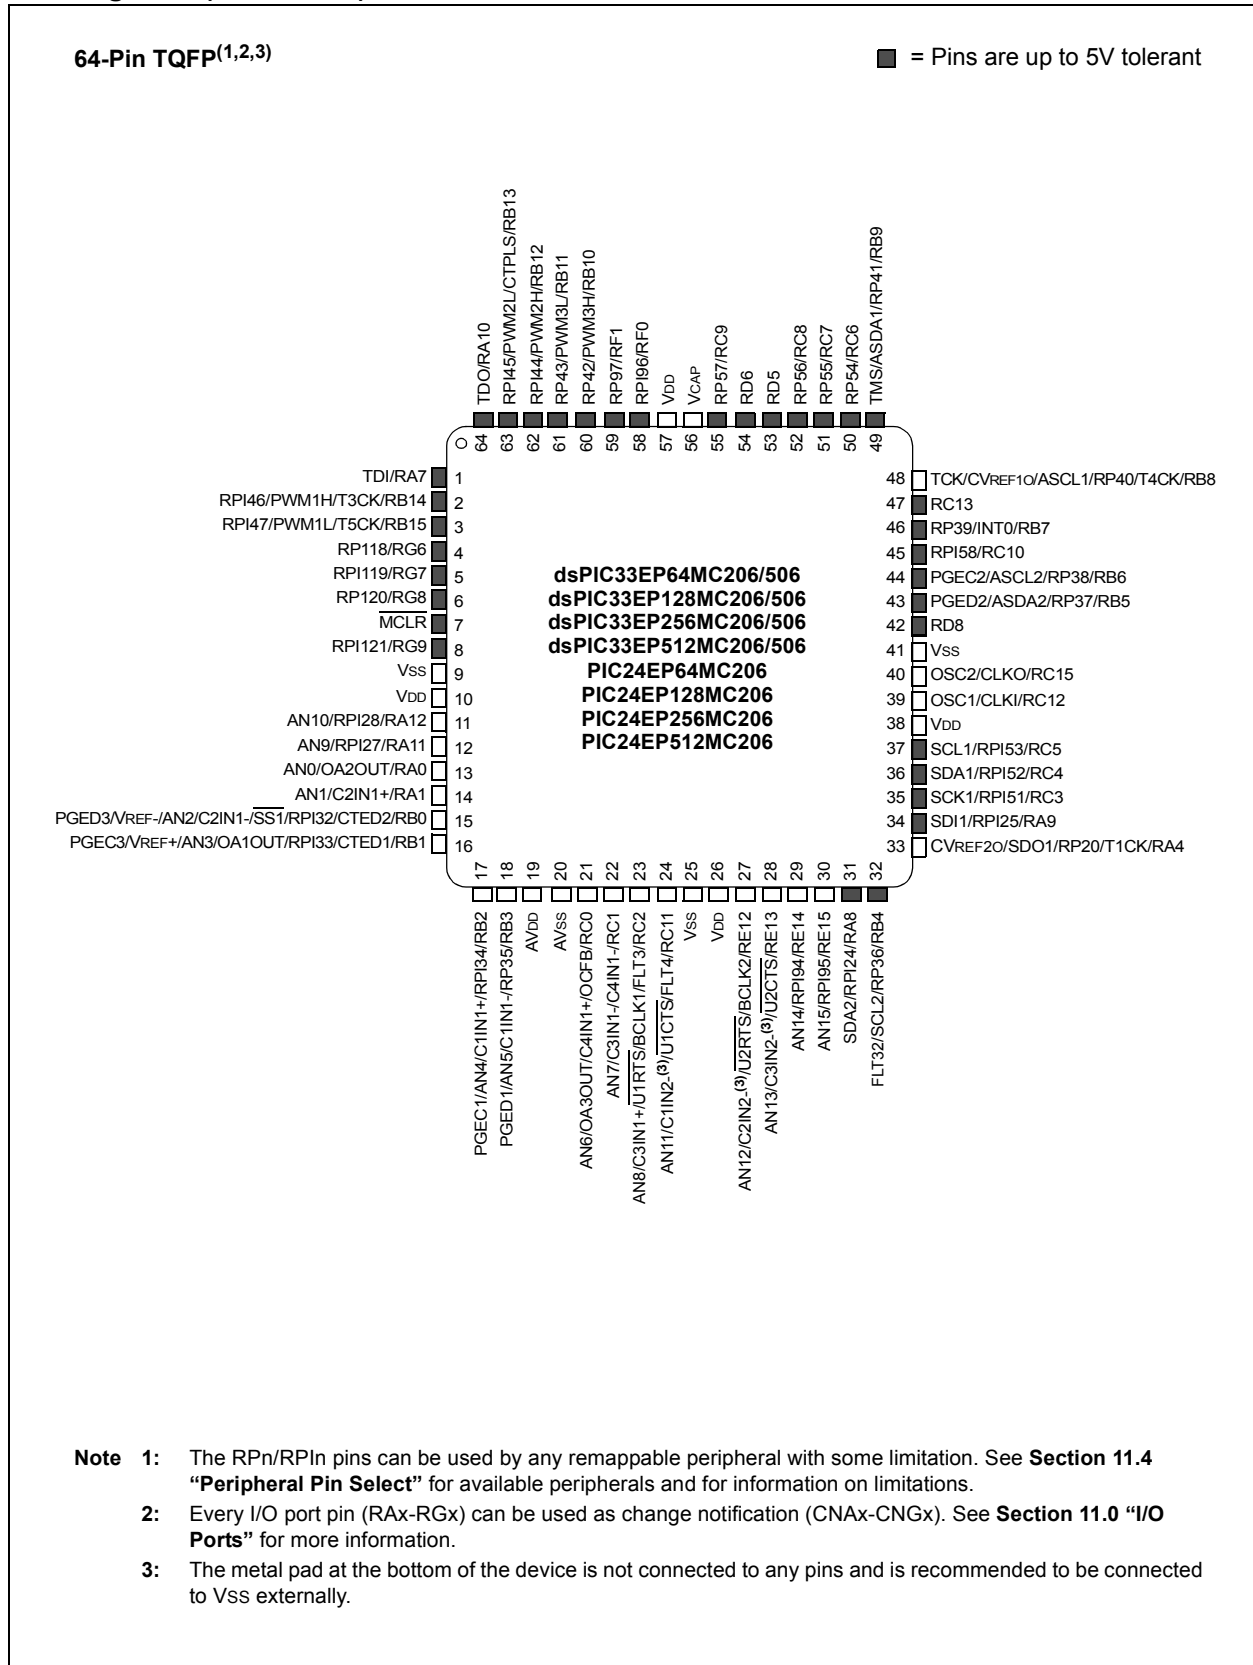 64-Pin TQFP(1,2,3)
= Pins are up to 5V tolerant
TDO/RA10
RPI45/PWM2L/CTPLS/RB13
RPI44/PWM2H/RB12
RP43/PWM3L/RB11
RP42/PWM3H/RB10
RP97/RF1
RPI96/RF0
VDD
VCAP
RP57/RC9
RD6
RD5
RP56/RC8
RP55/RC7
RP54/RC6
TMS/ASDA1/RP41/RB9
64 63 62 61 60 59 58 57 56 55 54 53 52 51 50 49
TDI/RA7 1
RPI46/PWM1H/T3CK/RB14 2
RPI47/PWM1L/T5CK/RB15 3
RP118/RG6 4
RPI119/RG7 5
RP120/RG8 6
MCLR 7
RPI121/RG9 8
VSS 9
VDD 10
AN10/RPI28/RA12 11
AN9/RPI27/RA11 12
AN0/OA2OUT/RA0 13
AN1/C2IN1+/RA1 14
PGED3/VREF-/AN2/C2IN1-/SS1/RPI32/CTED2/RB0 15
PGEC3/VREF+/AN3/OA1OUT/RPI33/CTED1/RB1 16
dsPIC33EP64MC206/506
dsPIC33EP128MC206/506
dsPIC33EP256MC206/506
dsPIC33EP512MC206/506
PIC24EP64MC206
PIC24EP128MC206
PIC24EP256MC206
PIC24EP512MC206
48 TCK/CVREF1O/ASCL1/RP40/T4CK/RB8
47 RC13
46 RP39/INT0/RB7
45 RPI58/RC10
44 PGEC2/ASCL2/RP38/RB6
43 PGED2/ASDA2/RP37/RB5
42 RD8
41 VSS
40 OSC2/CLKO/RC15
39 OSC1/CLKI/RC12
38 VDD
37 SCL1/RPI53/RC5
36 SDA1/RPI52/RC4
35 SCK1/RPI51/RC3
34 SDI1/RPI25/RA9
33 CVREF2O/SDO1/RP20/T1CK/RA4
17 18 19 20 21 22 23 24 25 26 27 28 29 30 31 32
PGEC1/AN4/C1IN1+/RPI34/RB2
PGED1/AN5/C1IN1-/RP35/RB3
AVDD
AVSS
AN6/OA3OUT/C4IN1+/OCFB/RC0
AN7/C3IN1-/C4IN1-/RC1
AN8/C3IN1+/U1RTS/BCLK1/FLT3/RC2
AN11/C1IN2-(3)/U1CTS/FLT4/RC11
VSS
VDD
AN12/C2IN2-(3)/U2RTS/BCLK2/RE12
AN13/C3IN2-(3)/U2CTS/RE13
AN14/RPI94/RE14
AN15/RPI95/RE15
SDA2/RPI24/RA8
FLT32/SCL2/RP36/RB4
Note 1: The RPn/RPIn pins can be used by any remappable peripheral with some limitation. See Section 11.4
“Peripheral Pin Select” for available peripherals and for information on limitations.
2: Every I/O port pin (RAx-RGx) can be used as change notification (CNAx-CNGx). See Section 11.0 “I/O
Ports” for more information.
3: The metal pad at the bottom of the device is not connected to any pins and is recommended to be connected
to VSS externally.